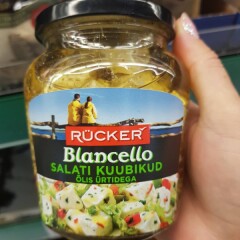 RÜCKER
Blancello
SALATI KUUBIKUD
ÕLIS ÜRTIDEGA